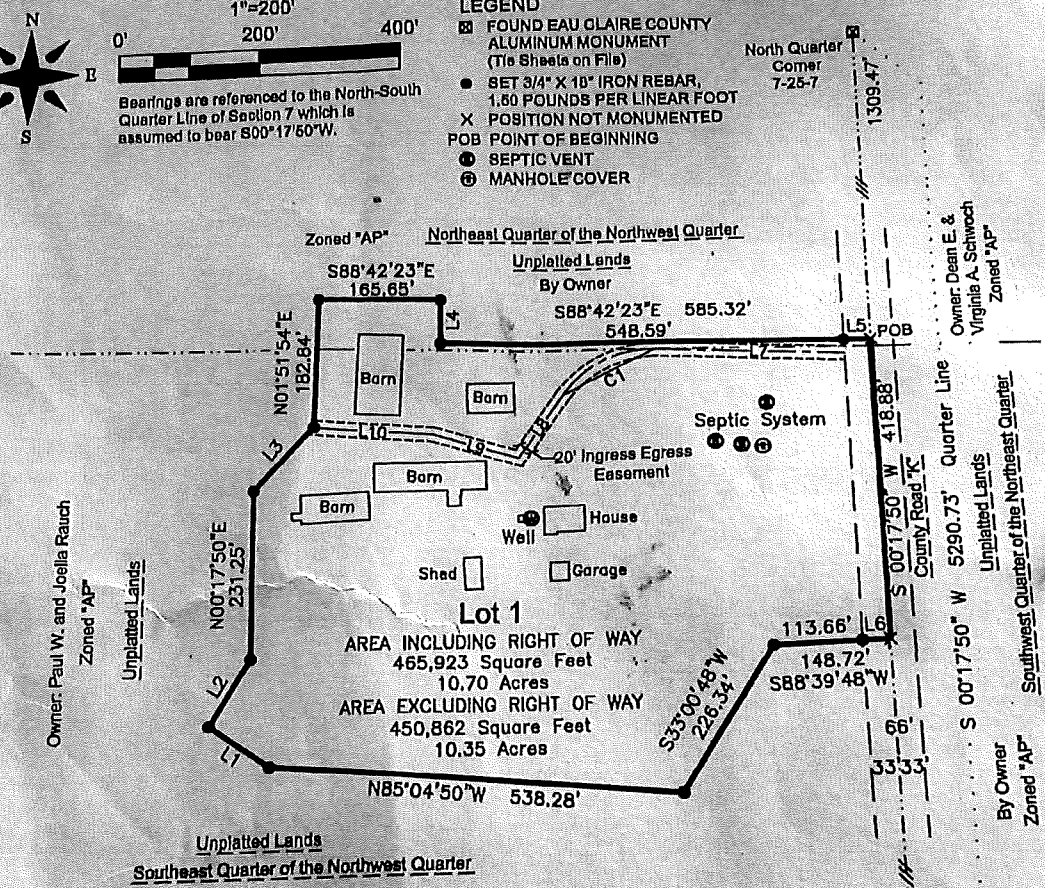 1"=200'
N
E
S
0' 200' 400'
Bearings are referenced to the North-South
Quarter Line of Section 7 which is
assumed to bear S00°17'50"W.
LEGEND
FOUND EAU CLAIRE COUNTY
ALUMINUM MONUMENT
(Tie Sheets on File)
SET 3/4" X 18" IRON REBAR,
1.50 POUNDS PER LINEAR FOOT
X POSITION NOT MONUMENTED
POB POINT OF BEGINNING
SEPTIC VENT
MANHOLE COVER
North Quarter
Corner
7-25-7
1309.47'
Zoned "AP"
Northeast Quarter of the Northwest Quarter
Unplatted Lands
By Owner
S88°42'23"E
165.65'
L4
S88°42'23"E 585.32'
548.59'
L5
POB
Owner: Dean E. &
Virginia A. Schwoch
Zoned "AP"
N01°51'54"E
182.84'
Barn
Barn
L7
C1
L8
L10
L9
20' Ingress Egress
Easement
Septic System
418.88'
S 00°17'50" W
County Road "K"
S 00°17'50" W 5290.73' Quarter Line
Unplatted Lands
Southwest Quarter of the Northeast Quarter
L3
Barn
Barn
Well
House
Shed
Garage
Owner: Paul W. and Joella Rauch
Zoned "AP"
Unplatted Lands
N00°17'50"E
231.25'
Lot 1
AREA INCLUDING RIGHT OF WAY
465,923 Square Feet
10.70 Acres
AREA EXCLUDING RIGHT OF WAY
450,862 Square Feet
10.35 Acres
L2
L1
N85°04'50"W 538.28'
S33°00'48"W
226.34'
113.66'
L6
148.72'
S88°39'48"W
66'
33' 33'
By Owner
Zoned "AP"
Unplatted Lands
Southeast Quarter of the Northwest Quarter